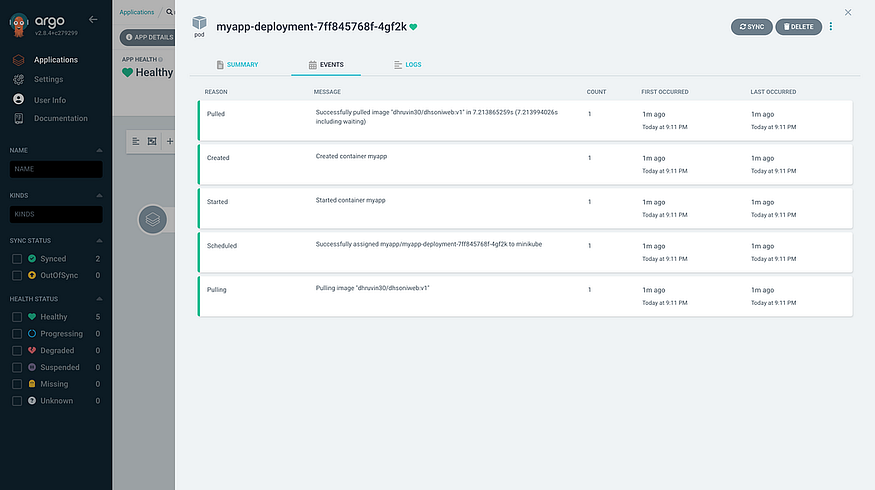 argo
v2.8.4+c279299
Applications
Settings
User Info
Documentation
NAME
NAME
KINDS
KINDS
SYNC STATUS
Synced 2
OutOfSync 0
HEALTH STATUS
Healthy 5
Progressing 0
Degraded 0
Suspended 0
Missing 0
Unknown 0
Applications /
APP DETAILS
APP HEALTH
Healthy
pod
myapp-deployment-7ff845768f-4gf2k
SYNC
DELETE
SUMMARY
EVENTS
LOGS
REASON MESSAGE COUNT FIRST OCCURRED LAST OCCURRED
Pulled Successfully pulled image "dhruvin30/dhsoniweb:v1" in 7.213865259s (7.213994026s including waiting) 1 1m ago 1m ago
Today at 9:11 PM Today at 9:11 PM
Created Created container myapp 1 1m ago 1m ago
Today at 9:11 PM Today at 9:11 PM
Started Started container myapp 1 1m ago 1m ago
Today at 9:11 PM Today at 9:11 PM
Scheduled Successfully assigned myapp/myapp-deployment-7ff845768f-4gf2k to minikube 1 1m ago 1m ago
Today at 9:11 PM Today at 9:11 PM
Pulling Pulling image "dhruvin30/dhsoniweb:v1" 1 1m ago 1m ago
Today at 9:11 PM Today at 9:11 PM